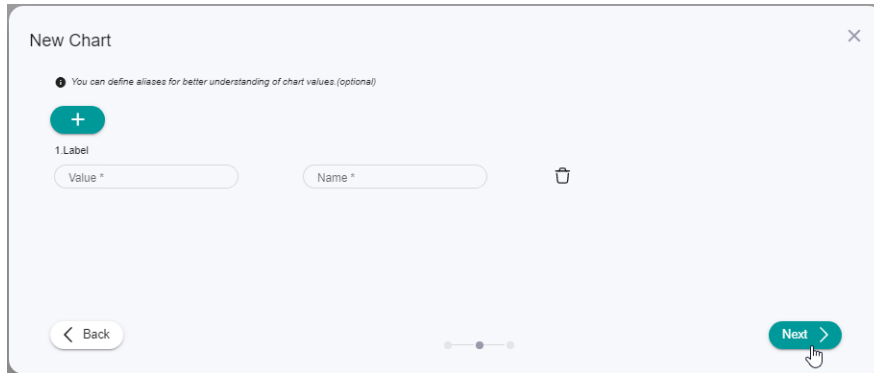 New Chart
You can define aliases for better understanding of chart values.(optional)
1.Label
Value *
Name *
Back
Next